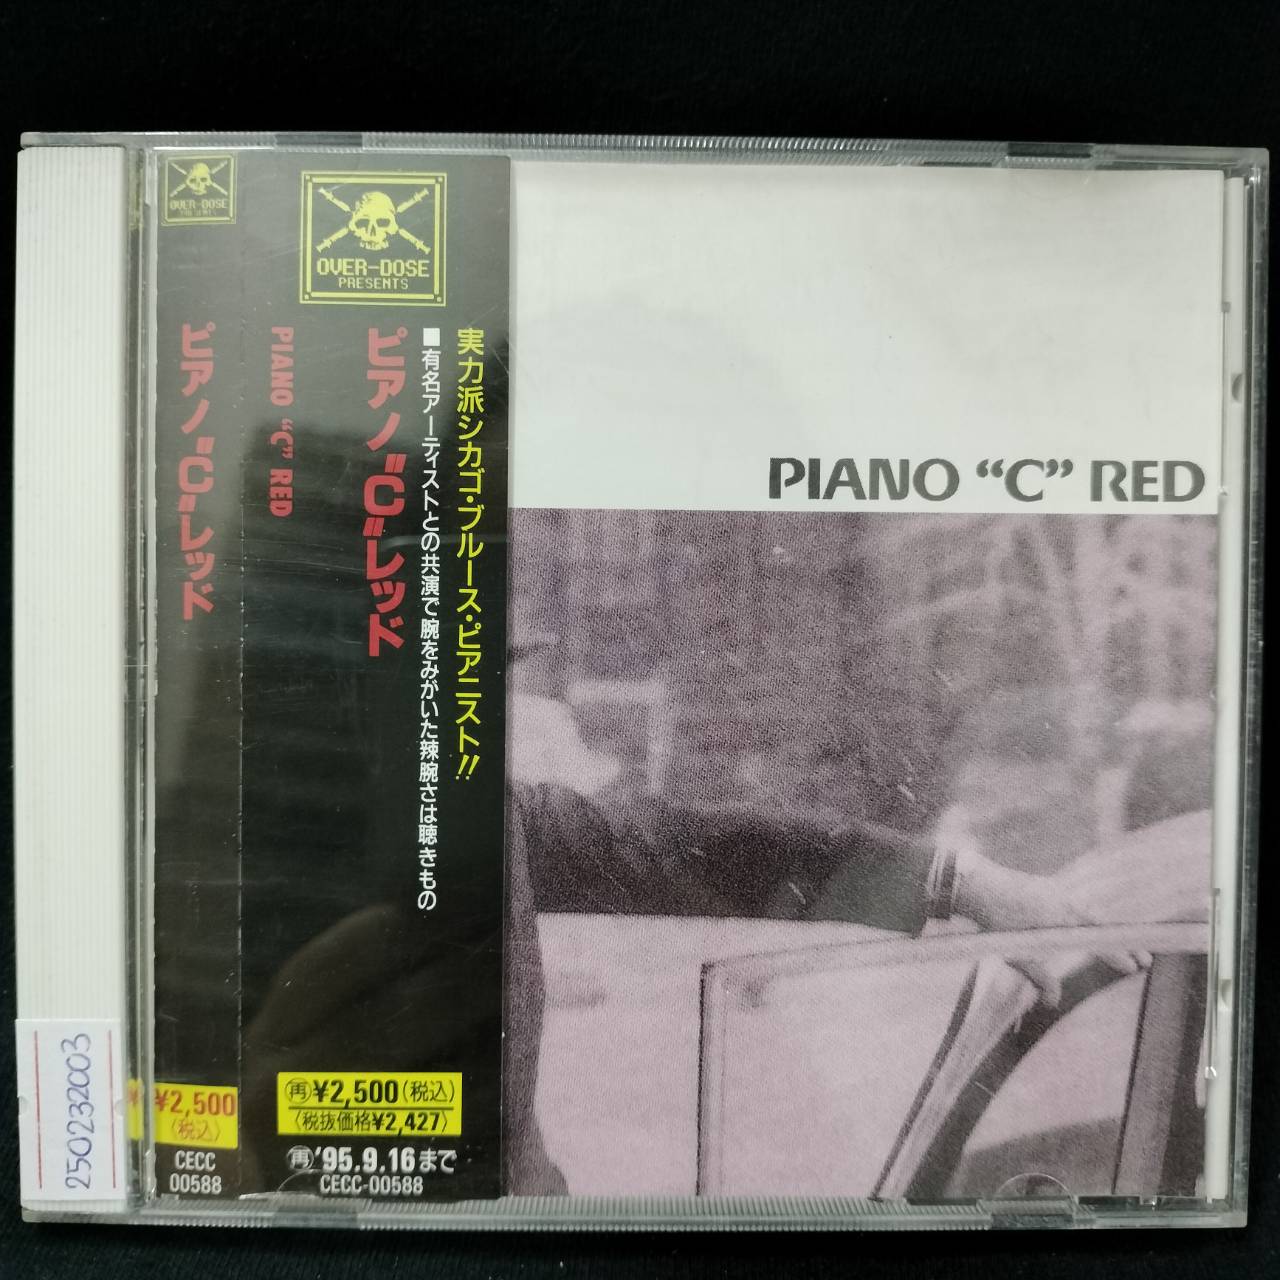 OVER-DOSE
PRESENTS
ピアノ"C"レッド
¥2,500
(税込)
CECC
00588
OVER-DOSE
PRESENTS
実力派シカゴ・ブルース・ピアニスト!!
■有名アーティストとの共演で腕をみがいた辣腕さは聴きもの
ピアノ"C"レッド
PIANO "C" RED
再¥2,500(税込)
〈税抜価格¥2,427〉
再'95.9.16まで
CECC-00588
PIANO “C” RED
250232003